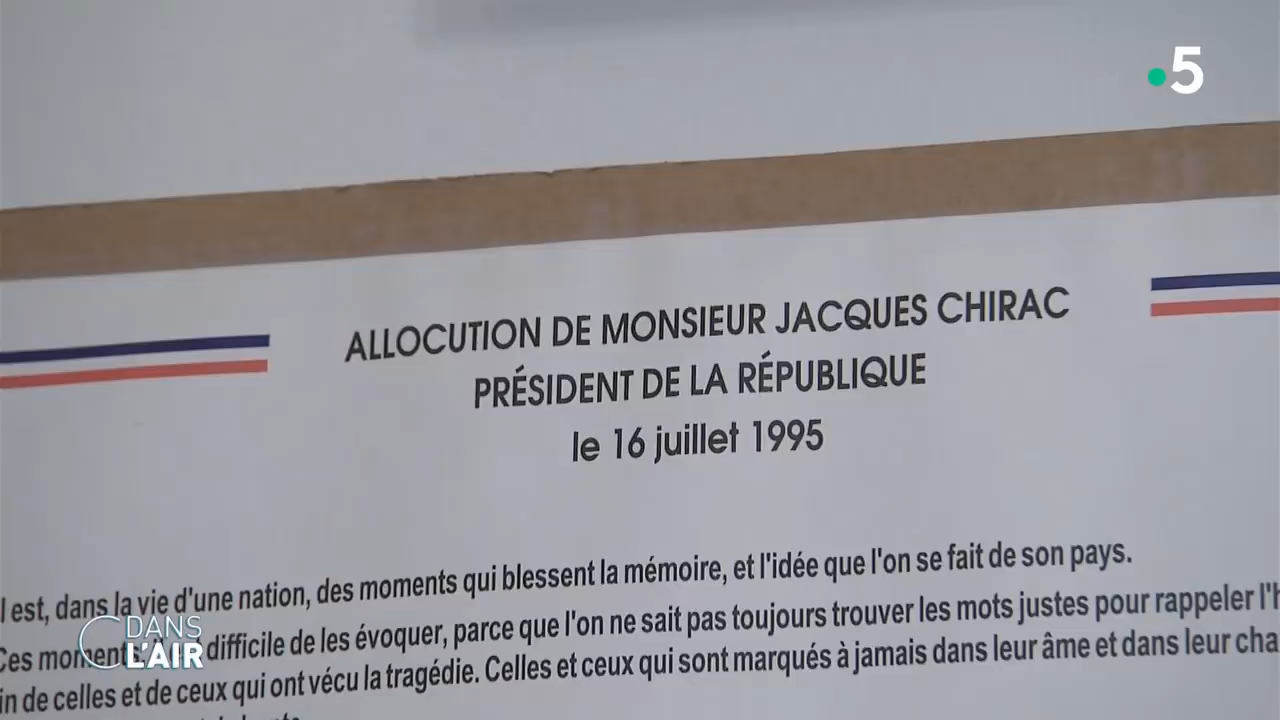 5
ALLOCUTION DE MONSIEUR JACQUES CHIRAC
PRÉSIDENT DE LA RÉPUBLIQUE
le 16 juillet 1995
l est, dans la vie d'une nation, des moments qui blessent la mémoire, et l'idée que l'on se fait de son pays.
difficile de les évoquer, parce que l'on ne sait pas toujours trouver les mots justes pour rappeler l'h
in de celles et de ceux qui ont vécu la tragédie. Celles et ceux qui sont marqués à jamais dans leur âme et dans leur cha
C DANS
L'AIR